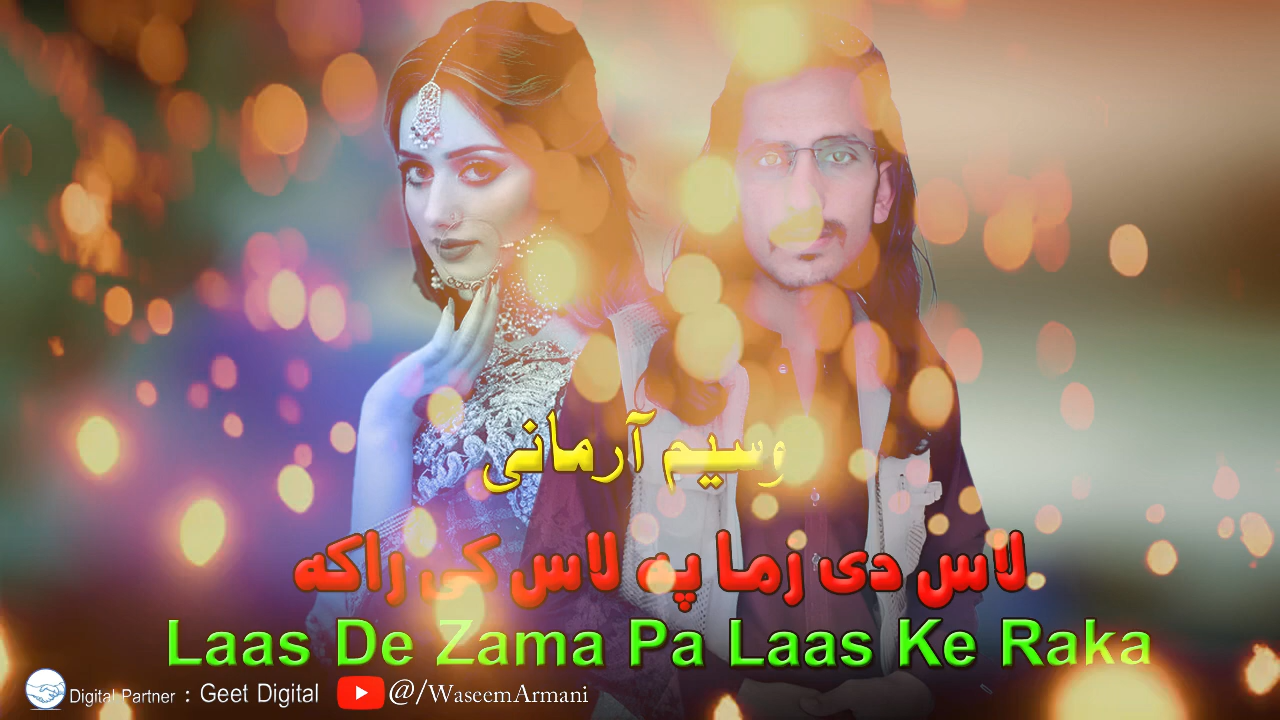 وسیم آرمانی
لاس دی زما په لاس کی راکه
Laas De Zama Pa Laas Ke Raka
Digital Partner : Geet Digital @/WaseemArmani